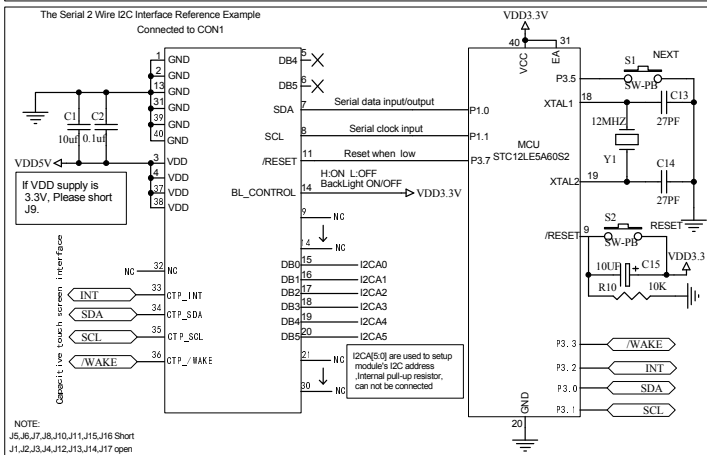 The Serial 2 Wire I2C Interface Reference Example
Connected to CON1
VDD3.3V
40
31
VCC
EA
1
GND
2
GND
13
GND
31
GND
39
GND
40
GND
3
VDD
4
VDD
37
VDD
38
VDD
C1
10uf
C2
0.1uf
VDD5V
If VDD supply is
3.3V, Please short
J9.
5
DB4
6
DB5
SDA
7
Serial data input/output
P1.0
SCL
8
Serial clock input
P1.1
/RESET
11
Reset when low
P3.7
BL_CONTROL
14
H:ON L:OFF
BackLight ON/OFF
VDD3.3V
9
NC
14
NC
DB0
15
I2CA0
DB1
16
I2CA1
DB2
17
I2CA2
DB3
18
I2CA3
DB4
19
I2CA4
DB5
20
I2CA5
21
NC
30
NC
I2CA[5:0] are used to setup
module's I2C address
,Internal pull-up resistor,
can not be connected
Capacitive touch screen interface
NC
32
NC
INT
33
CTP_INT
SDA
34
CTP_SDA
SCL
35
CTP_SCL
/WAKE
36
CTP_/WAKE
MCU
STC12LE5A60S2
P3.5
S1
NEXT
SW-PB
XTAL1
18
C13
27PF
12MHZ
Y1
XTAL2
19
C14
27PF
/RESET
9
S2
RESET
SW-PB
VDD3.3
10UF
+
C15
R10
10K
P3.3
/WAKE
P3.2
INT
P3.0
SDA
P3.1
SCL
GND
20
NOTE:
J5,J6,J7,J8,J10,J11,J15,J16 Short
J1,J2,J3,J4,J12,J13,J14,J17 open